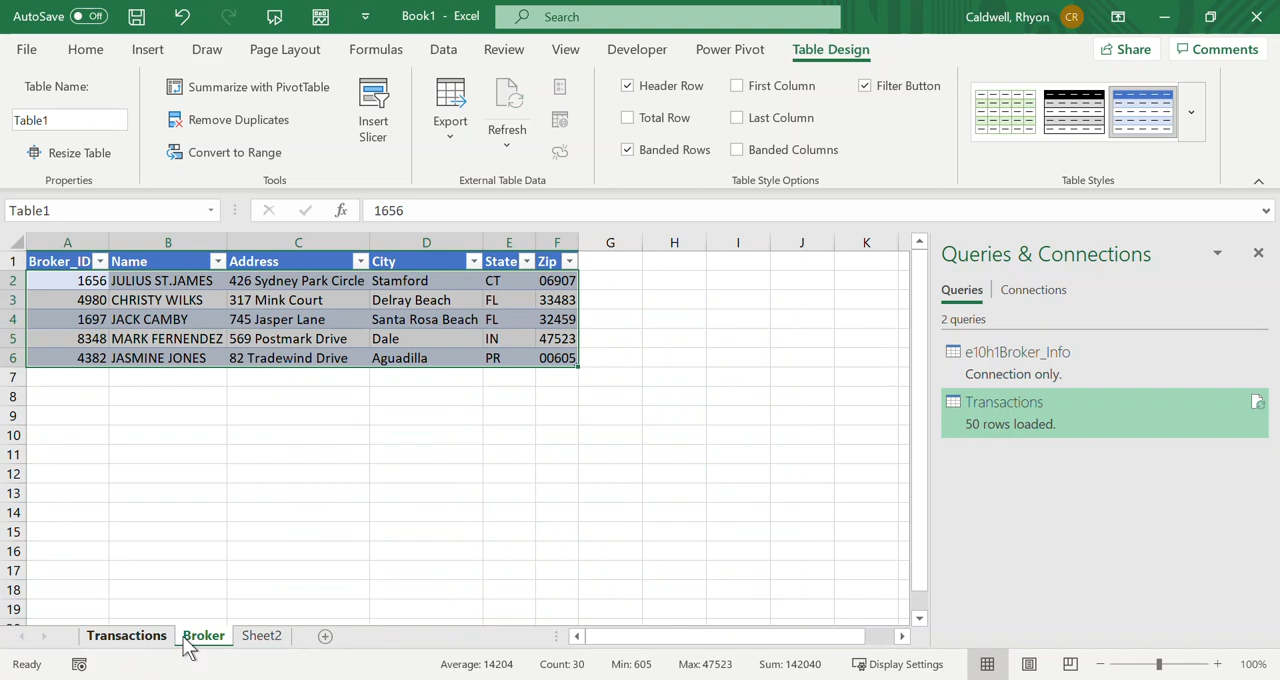 AutoSave Off Book1 - Excel Search Caldwell, Rhyon CR
File Home Insert Draw Page Layout Formulas Data Review View Developer Power Pivot Table Design Share Comments
Table Name:
Table1
Resize Table
Properties
Summarize with PivotTable
Remove Duplicates
Convert to Range
Tools
Insert
Slicer
Export
Refresh
External Table Data
Header Row First Column Filter Button
Total Row Last Column
Banded Rows Banded Columns
Table Style Options
Table Styles
Table1 fx 1656
A B C D E F G H I J K
1 Broker_ID Name Address City State Zip
2 1656 JULIUS ST.JAMES 426 Sydney Park Circle Stamford CT 06907
3 4980 CHRISTY WILKS 317 Mink Court Delray Beach FL 33483
4 1697 JACK CAMBY 745 Jasper Lane Santa Rosa Beach FL 32459
5 8348 MARK FERNENDEZ 569 Postmark Drive Dale IN 47523
6 4382 JASMINE JONES 82 Tradewind Drive Aguadilla PR 00605
7
8
9
10
11
12
13
14
15
16
17
18
19
Queries & Connections
Queries Connections
2 queries
e10h1Broker_Info
Connection only.
Transactions
50 rows loaded.
Transactions Broker Sheet2
Ready Average: 14204 Count: 30 Min: 605 Max: 47523 Sum: 142040 Display Settings 100%